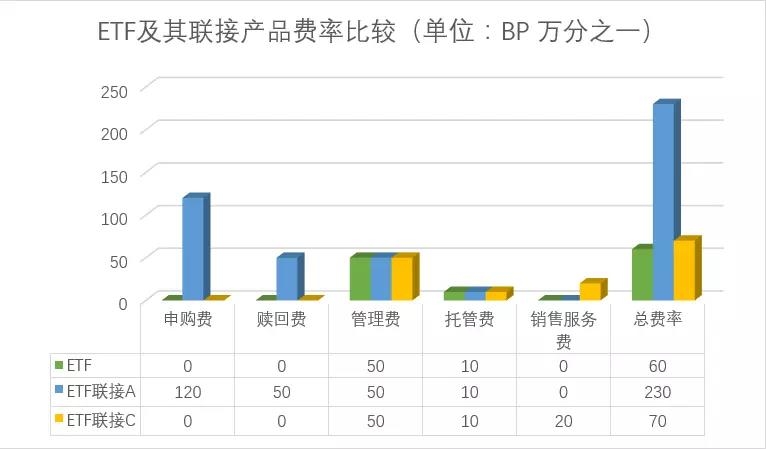 ETF及其联接产品费率比较（单位：BP 万分之一）
250
200
150
100
50
0
申购费 赎回费 管理费 托管费 销售服务费 总费率
ETF 0 0 50 10 0 60
ETF联接A 120 50 50 10 0 230
ETF联接C 0 0 50 10 20 70